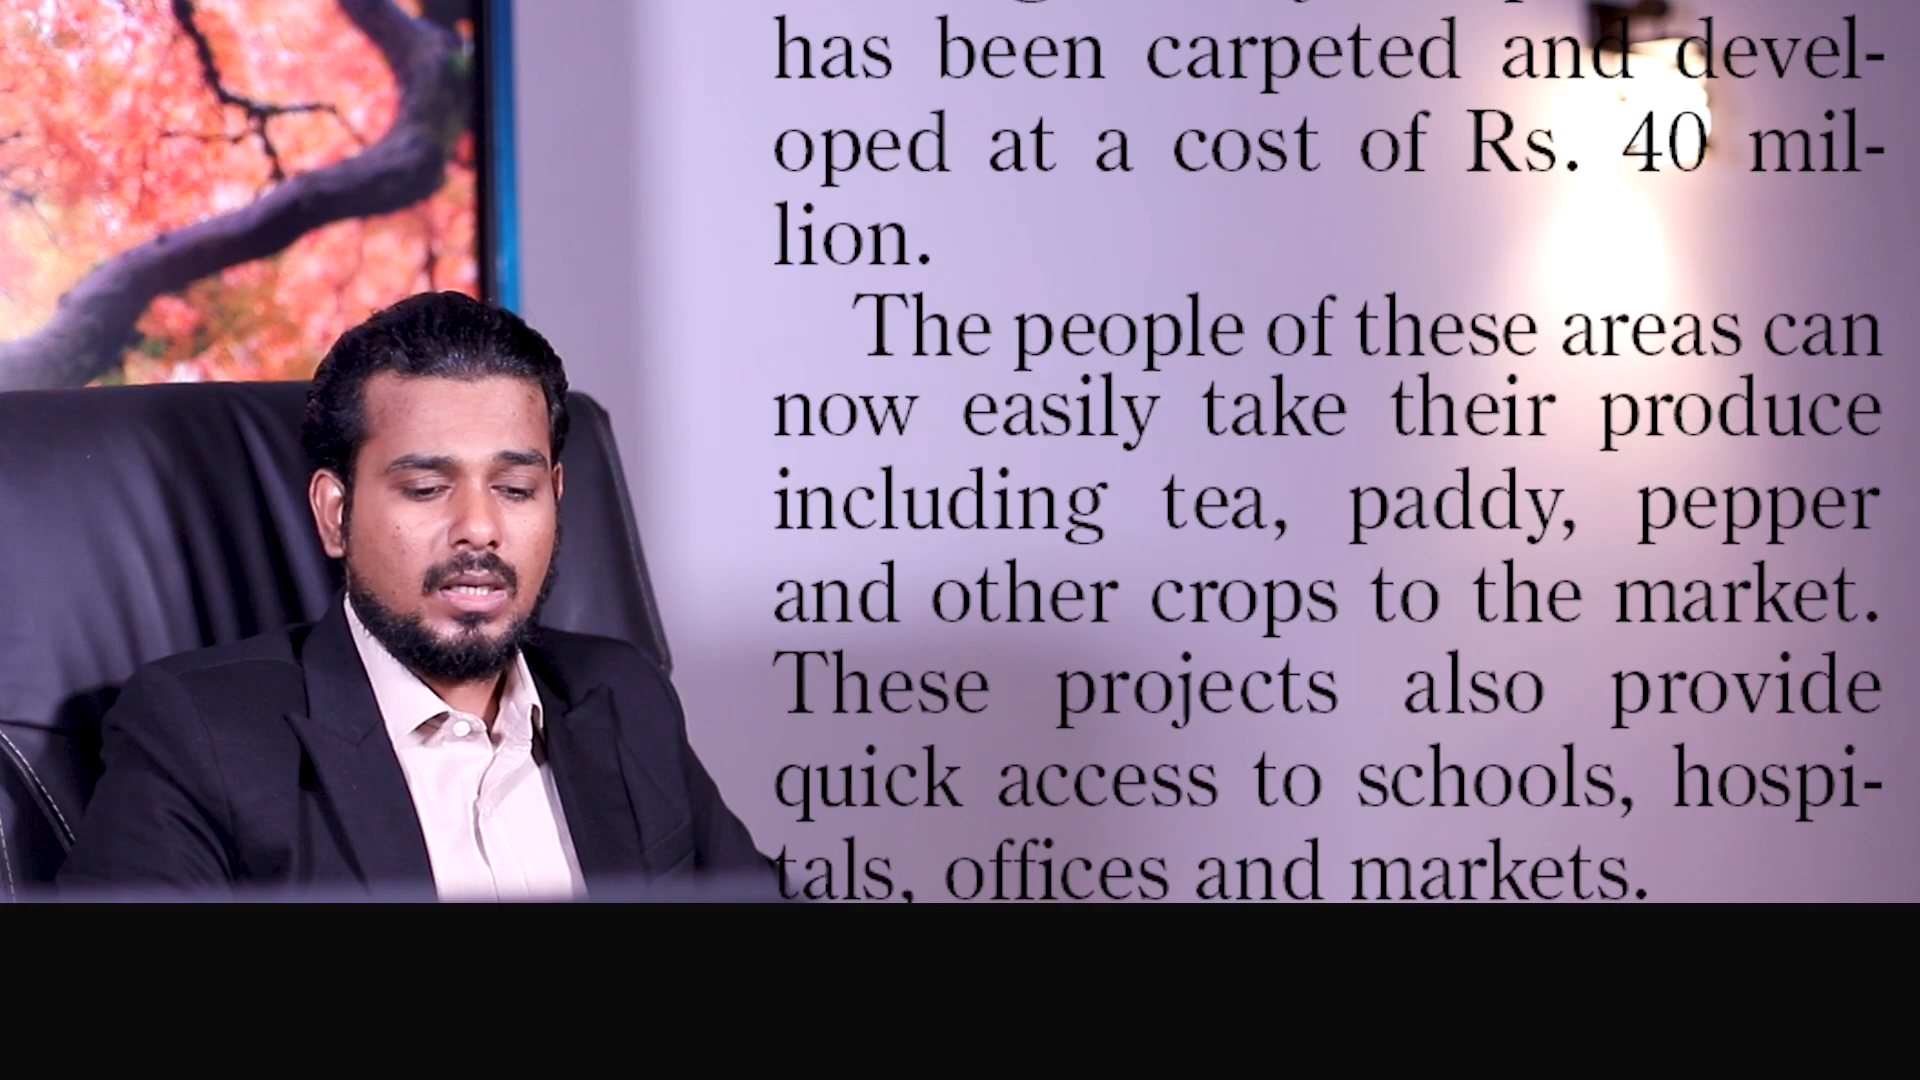 has been carpeted and devel-
oped at a cost of Rs. 40 mil-
lion.
The people of these areas can
now easily take their produce
including tea, paddy, pepper
and other crops to the market.
These projects also provide
quick access to schools, hospi-
tals, offices and markets.